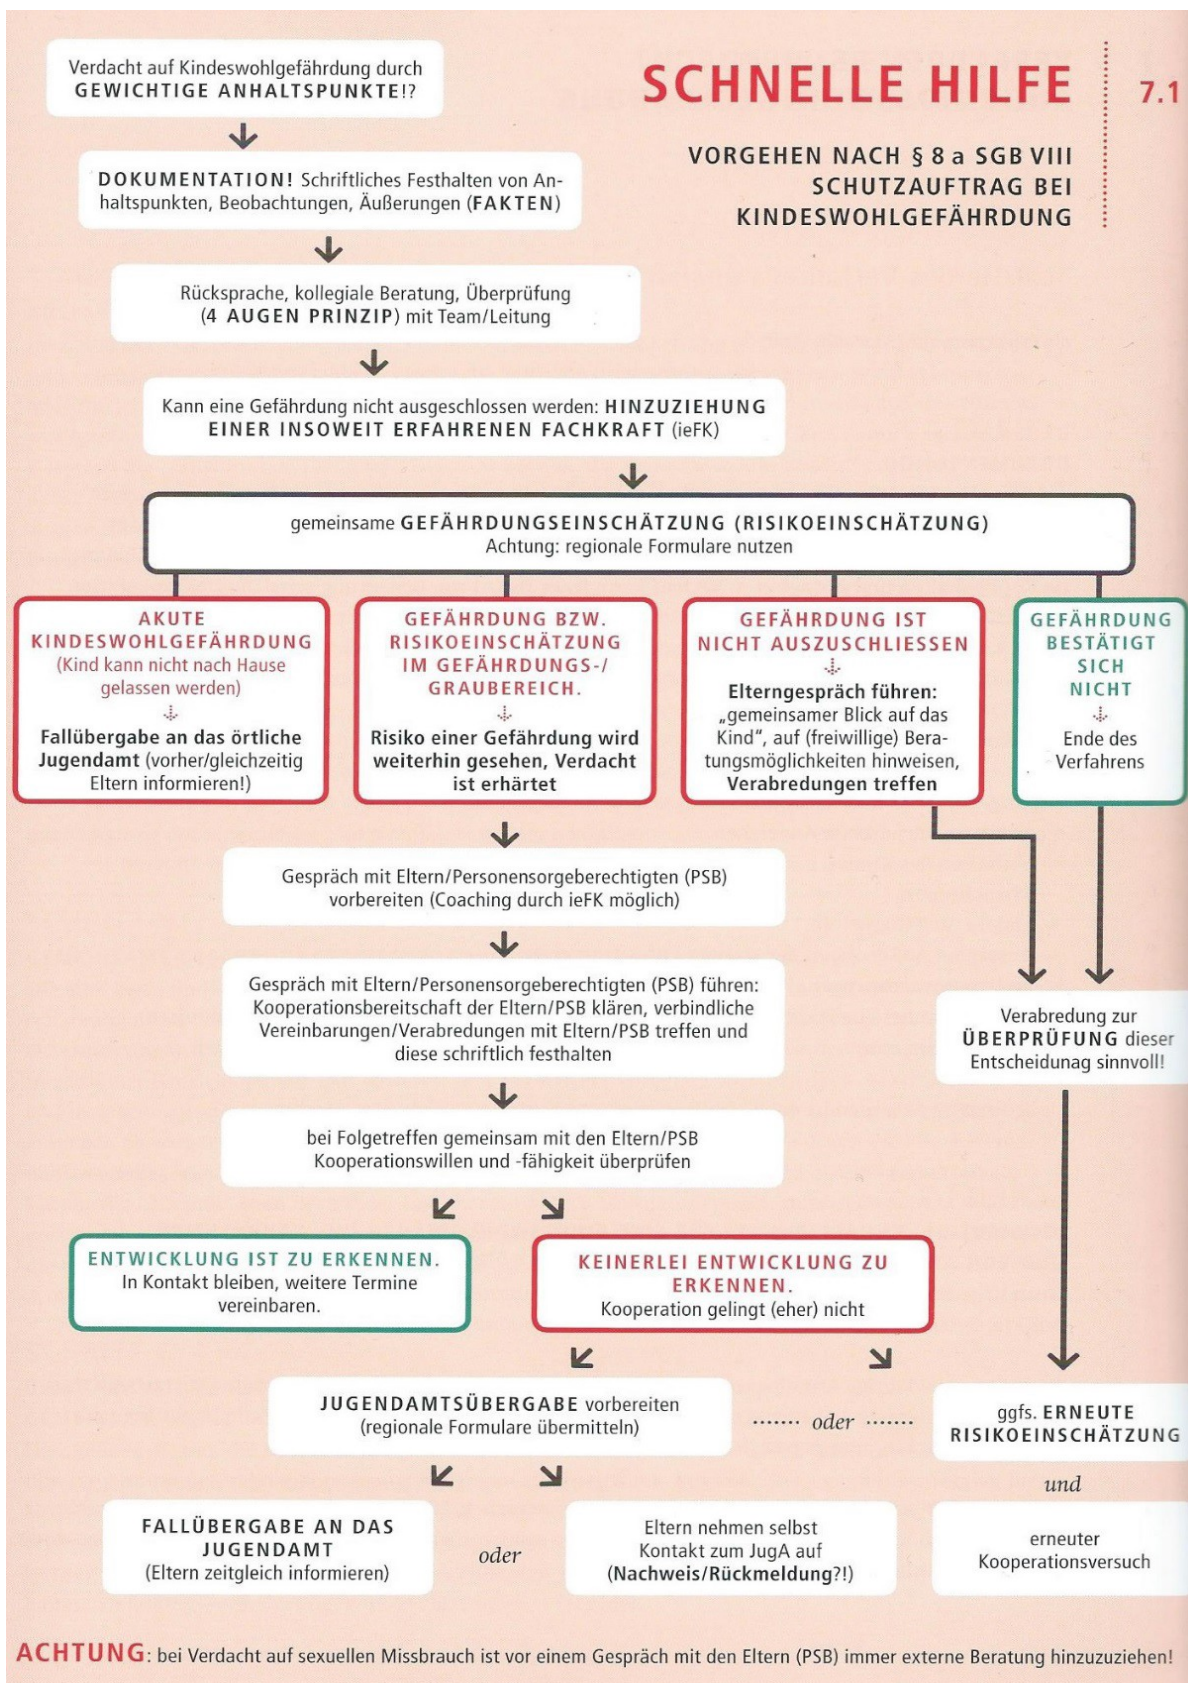 SCHNELLE HILFE
7.1
VORGEHEN NACH § 8 a SGB VIII
SCHUTZAUFTRAG BEI
KINDESWOHLGEFÄHRDUNG
Verdacht auf Kindeswohlgefährdung durch
GEWICHTIGE ANHALTSPUNKTE!?
DOKUMENTATION! Schriftliches Festhalten von An-
haltspunkten, Beobachtungen, Äußerungen (FAKTEN)
Rücksprache, kollegiale Beratung, Überprüfung
(4 AUGEN PRINZIP) mit Team/Leitung
Kann eine Gefährdung nicht ausgeschlossen werden: HINZUZIEHUNG
EINER INSOWEIT ERFAHRENEN FACHKRAFT (ieFK)
gemeinsame GEFÄHRDUNGSEINSCHÄTZUNG (RISIKOEINSCHÄTZUNG)
Achtung: regionale Formulare nutzen
AKUTE
KINDESWOHLGEFÄHRDUNG
(Kind kann nicht nach Hause
gelassen werden)
Fallübergabe an das örtliche
Jugendamt (vorher/gleichzeitig
Eltern informieren!)
GEFÄHRDUNG BZW.
RISIKOEINSCHÄTZUNG
IM GEFÄHRDUNGS-/
GRAUBEREICH.
Risiko einer Gefährdung wird
weiterhin gesehen, Verdacht
ist erhärtet
GEFÄHRDUNG IST
NICHT AUSZUSCHLIESSEN
Elterngespräch führen:
„gemeinsamer Blick auf das
Kind“, auf (freiwillige) Bera-
tungsmöglichkeiten hinweisen,
Verabredungen treffen
GEFÄHRDUNG
BESTÄTIGT
SICH
NICHT
Ende des
Verfahrens
Gespräch mit Eltern/Personensorgeberechtigten (PSB)
vorbereiten (Coaching durch ieFK möglich)
Gespräch mit Eltern/Personensorgeberechtigten (PSB) führen:
Kooperationsbereitschaft der Eltern/PSB klären, verbindliche
Vereinbarungen/Verabredungen mit Eltern/PSB treffen und
diese schriftlich festhalten
Verabredung zur
ÜBERPRÜFUNG dieser
Entscheidunag sinnvoll!
bei Folgetreffen gemeinsam mit den Eltern/PSB
Kooperationswillen und -fähigkeit überprüfen
ENTWICKLUNG IST ZU ERKENNEN.
In Kontakt bleiben, weitere Termine
vereinbaren.
KEINERLEI ENTWICKLUNG ZU
ERKENNEN.
Kooperation gelingt (eher) nicht
JUGENDAMTSÜBERGABE vorbereiten
(regionale Formulare übermitteln)
....... oder .......
ggfs. ERNEUTE
RISIKOEINSCHÄTZUNG
und
FALLÜBERGABE AN DAS
JUGENDAMT
(Eltern zeitgleich informieren)
oder
Eltern nehmen selbst
Kontakt zum JugA auf
(Nachweis/Rückmeldung?!)
erneuter
Kooperationsversuch
ACHTUNG: bei Verdacht auf sexuellen Missbrauch ist vor einem Gespräch mit den Eltern (PSB) immer externe Beratung hinzuzuziehen!